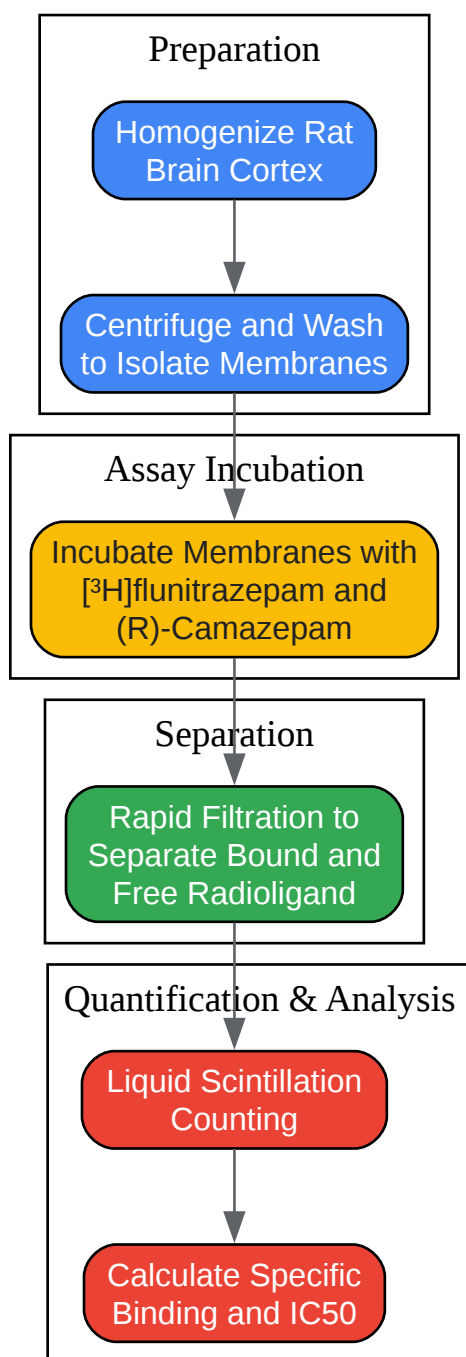 Preparation
Homogenize Rat
Brain Cortex
Centrifuge and Wash
to Isolate Membranes
Assay Incubation
Incubate Membranes with
[³H]flunitrazepam and
(R)-Camazepam
Separation
Rapid Filtration to
Separate Bound and
Free Radioligand
Quantification & Analysis
Liquid Scintillation
Counting
Calculate Specific
Binding and IC50